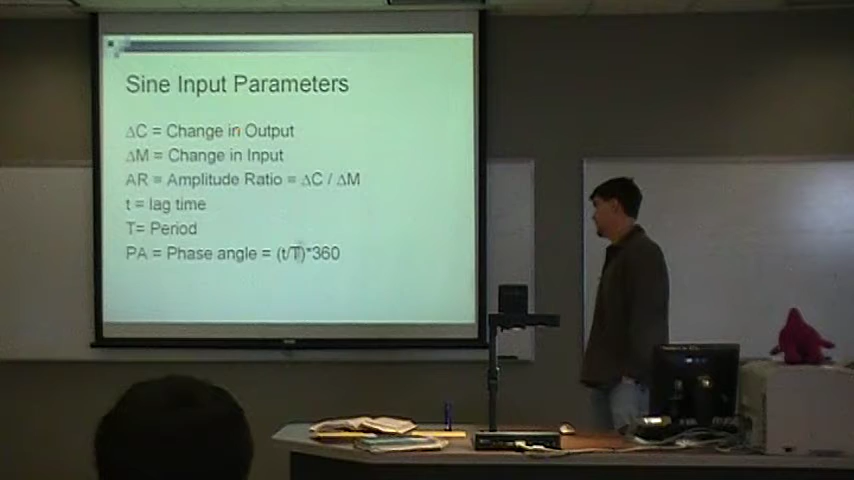 Sine Input Parameters
ΔC = Change in Output
ΔM = Change in Input
AR = Amplitude Ratio = ΔC / ΔM
t = lag time
T= Period
PA = Phase angle = (t/T)*360